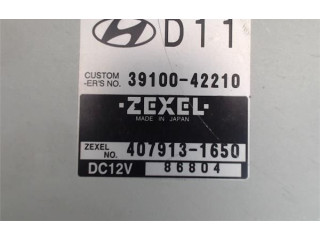 D11
CUSTOM
-ER'S NO. 39100-42210
ZEXEL
MADE IN JAPAN
ZEXEL
NO. 407913-1650
DC12V 86804